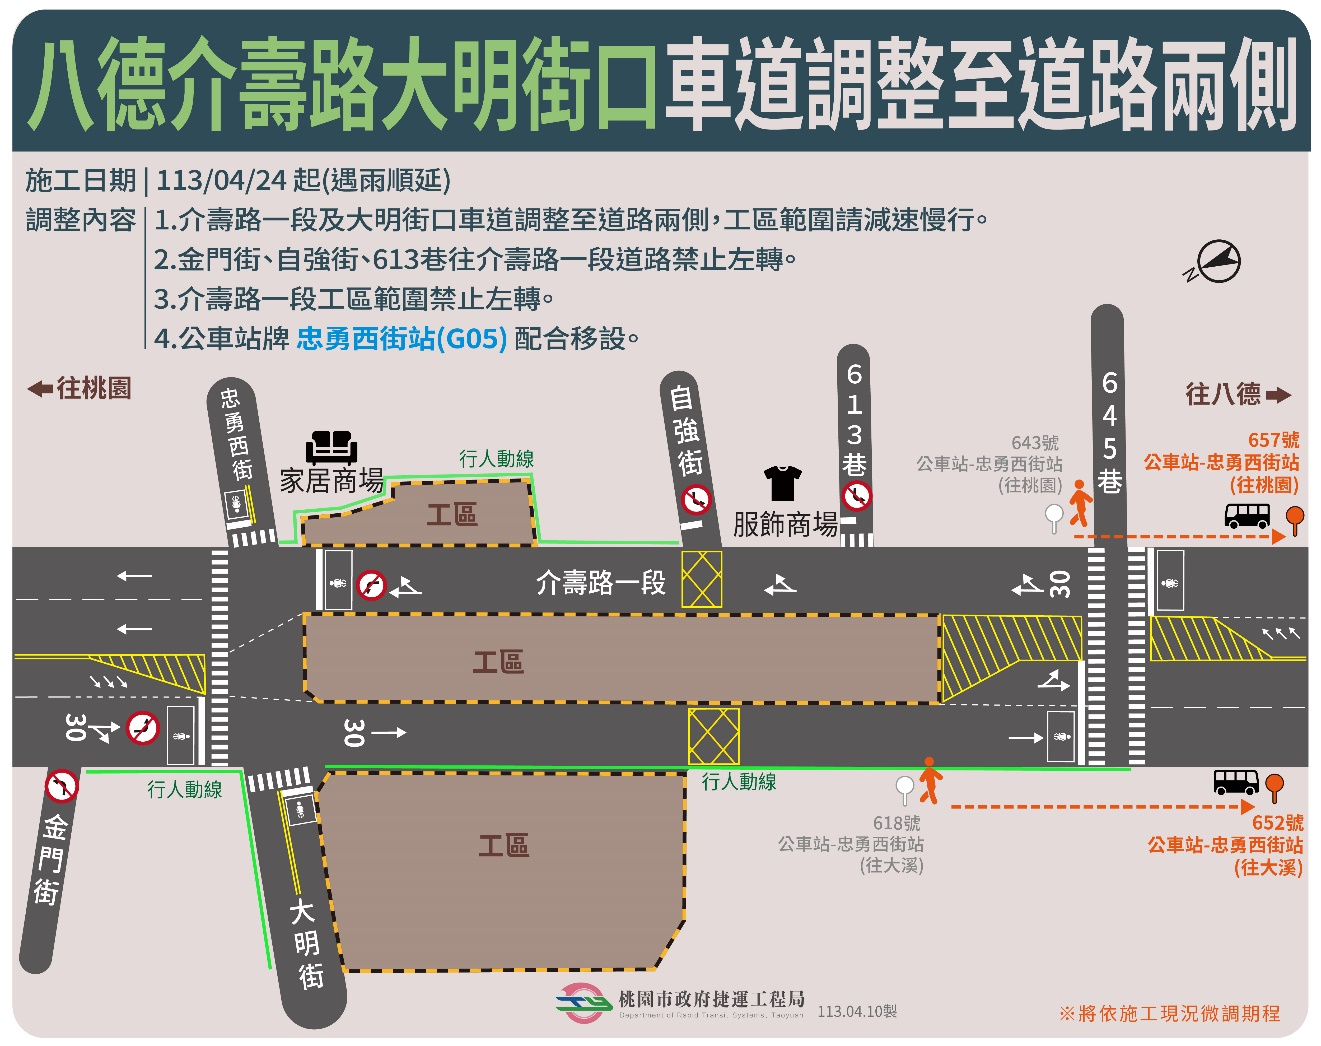 八德介壽路大明街口車道調整至道路兩側
施工日期 113/04/24 起(遇雨順延)
調整內容 1.介壽路一段及大明街口車道調整至道路兩側,工區範圍請減速慢行。
2.金門街、自強街、613巷往介壽路一段道路禁止左轉。
3.介壽路一段工區範圍禁止左轉。
4.公車站牌 忠勇西街站(G05) 配合移設。
N
往桃園
往八德
忠勇西街
家居商場
行人動線
工區
自強街
服飾商場
613巷
645巷
643號
公車站-忠勇西街站
(往桃園)
657號
公車站-忠勇西街站
(往桃園)
介壽路一段
30
工區
30
30
行人動線
行人動線
金門街
大明街
工區
618號
公車站-忠勇西街站
(往大溪)
652號
公車站-忠勇西街站
(往大溪)
桃園市政府捷運工程局
Department of Rapid Transit Systems, Taoyuan
113.04.10製
※將依施工現況微調期程